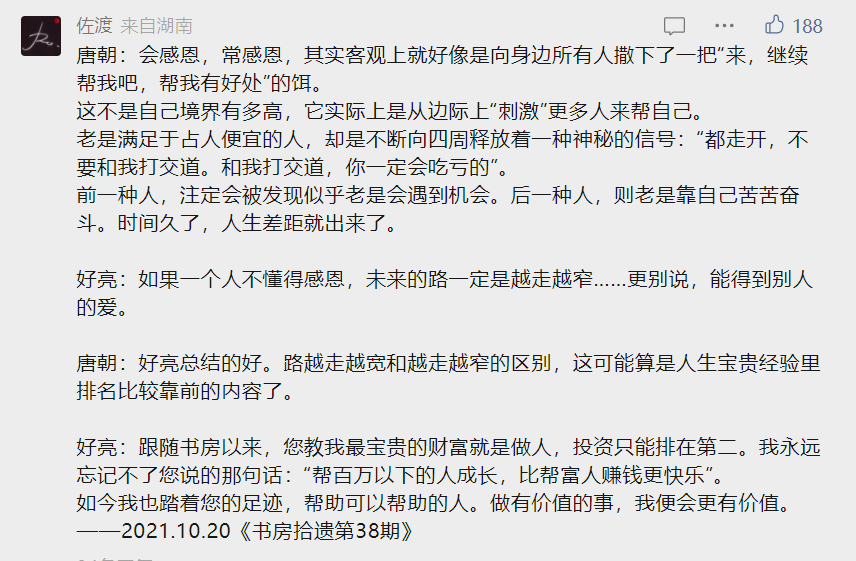 佐渡 来自湖南
188
唐朝：会感恩，常感恩，其实客观上就好像是向身边所有人撒下了一把“来，继续
帮我吧，帮我有好处”的饵。
这不是自己境界有多高，它实际上是从边际上“刺激”更多人来帮自己。
老是满足于占人便宜的人，却是不断向四周释放着一种神秘的信号：“都走开，不
要和我打交道。和我打交道，你一定会吃亏的“。
前一种人，注定会被发现似乎老是会遇到机会。后一种人，则老是靠自己苦苦奋
斗。时间久了，人生差距就出来了。
好亮：如果一个人不懂得感恩，未来的路一定是越走越窄……更别说，能得到别人
的爱。
唐朝：好亮总结的好。路越走越宽和越走越窄的区别，这可能算是人生宝贵经验里
排名比较靠前的内容了。
好亮：跟随书房以来，您教我最宝贵的财富就是做人，投资只能排在第二。我永远
忘记不了您说的那句话：“帮百万以下的人成长，比帮富人赚钱更快乐”。
如今我也踏着您的足迹，帮助可以帮助的人。做有价值的事，我便会更有价值。
——2021.10.20《书房拾遗第38期》